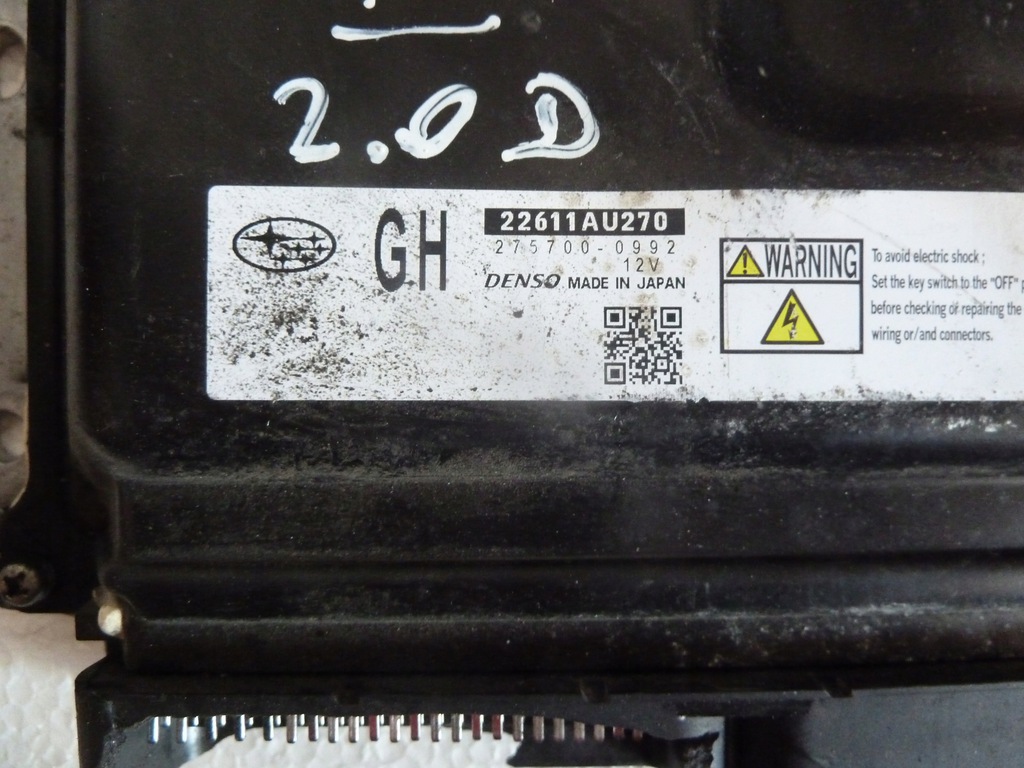 2.0 D
GH
22611AU270
275700-0992
12V
DENSO MADE IN JAPAN
WARNING
To avoid electric shock ;
Set the key switch to the "OFF"
before checking or repairing the
wiring or/and connectors.